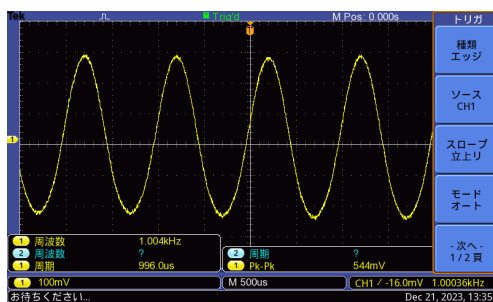 Tek Trig'd M Pos: 0.000s トリガ
種類
エッジ
ソース
CH1
スロープ
立上り
モード
オート
- 次へ -
1/2 頁
1
1 周波数 1.004kHz
2 周波数 ?
1 周期 996.0us
2 周期 ?
1 Pk-Pk 544mV
1 100mV M 500us CH1 / -16.0mV 1.00036kHz
お待ちください... Dec 21, 2023, 13:35